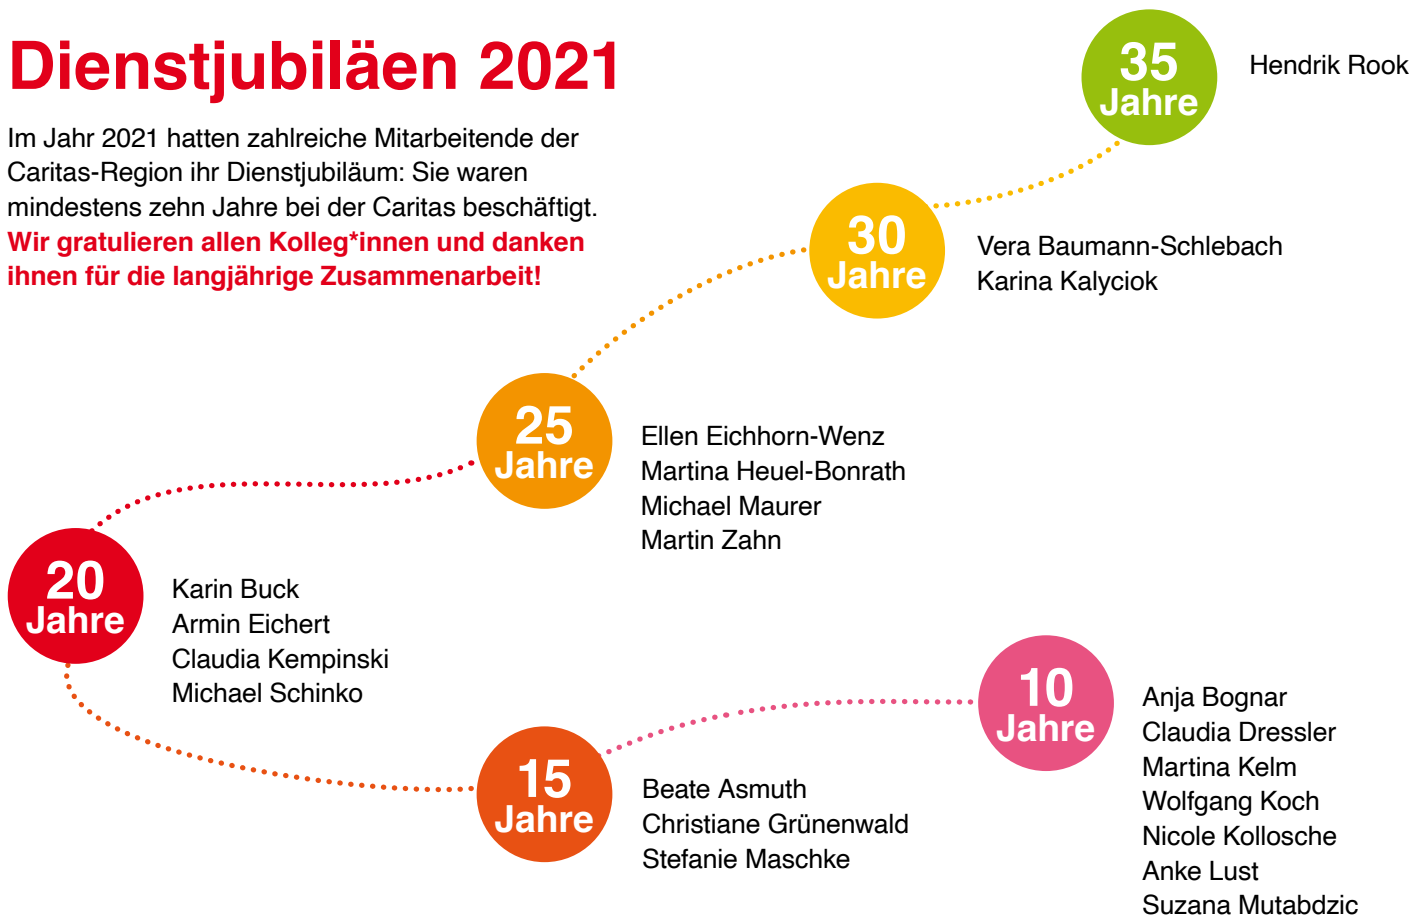 Dienstjubiläen 2021
Im Jahr 2021 hatten zahlreiche Mitarbeitende der
Caritas-Region ihr Dienstjubiläum: Sie waren
mindestens zehn Jahre bei der Caritas beschäftigt.
Wir gratulieren allen Kolleg*innen und danken
ihnen für die langjährige Zusammenarbeit!
35
Jahre
Hendrik Rook
30
Jahre
Vera Baumann-Schlebach
Karina Kalyciok
25
Jahre
Ellen Eichhorn-Wenz
Martina Heuel-Bonrath
Michael Maurer
Martin Zahn
20
Jahre
Karin Buck
Armin Eichert
Claudia Kempinski
Michael Schinko
15
Jahre
Beate Asmuth
Christiane Grünenwald
Stefanie Maschke
10
Jahre
Anja Bognar
Claudia Dressler
Martina Kelm
Wolfgang Koch
Nicole Kollosche
Anke Lust
Suzana Mutabdzic